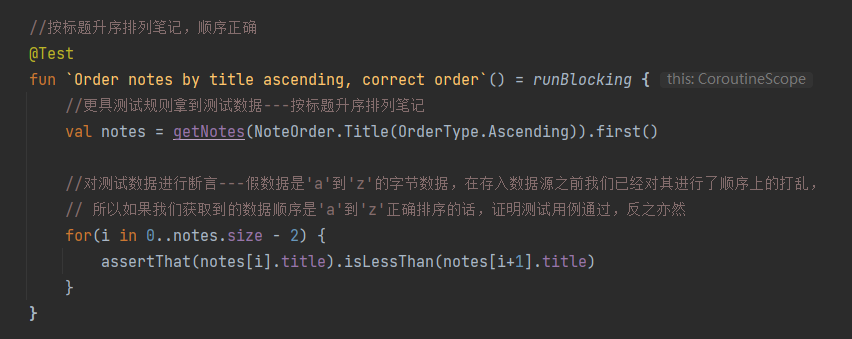 //按标题升序排列笔记，顺序正确
@Test
fun `Order notes by title ascending, correct order`() = runBlocking { this: CoroutineScope
//更具测试规则拿到测试数据---按标题升序排列笔记
val notes = getNotes(NoteOrder.Title(OrderType.Ascending)).first()
//对测试数据进行断言---假数据是'a'到'z'的字节数据，在存入数据源之前我们已经对其进行了顺序上的打乱，
// 所以如果我们获取到的数据顺序是'a'到'z'正确排序的话，证明测试用例通过，反之亦然
for(i in 0..notes.size - 2) {
assertThat(notes[i].title).isLessThan(notes[i+1].title)
}
}